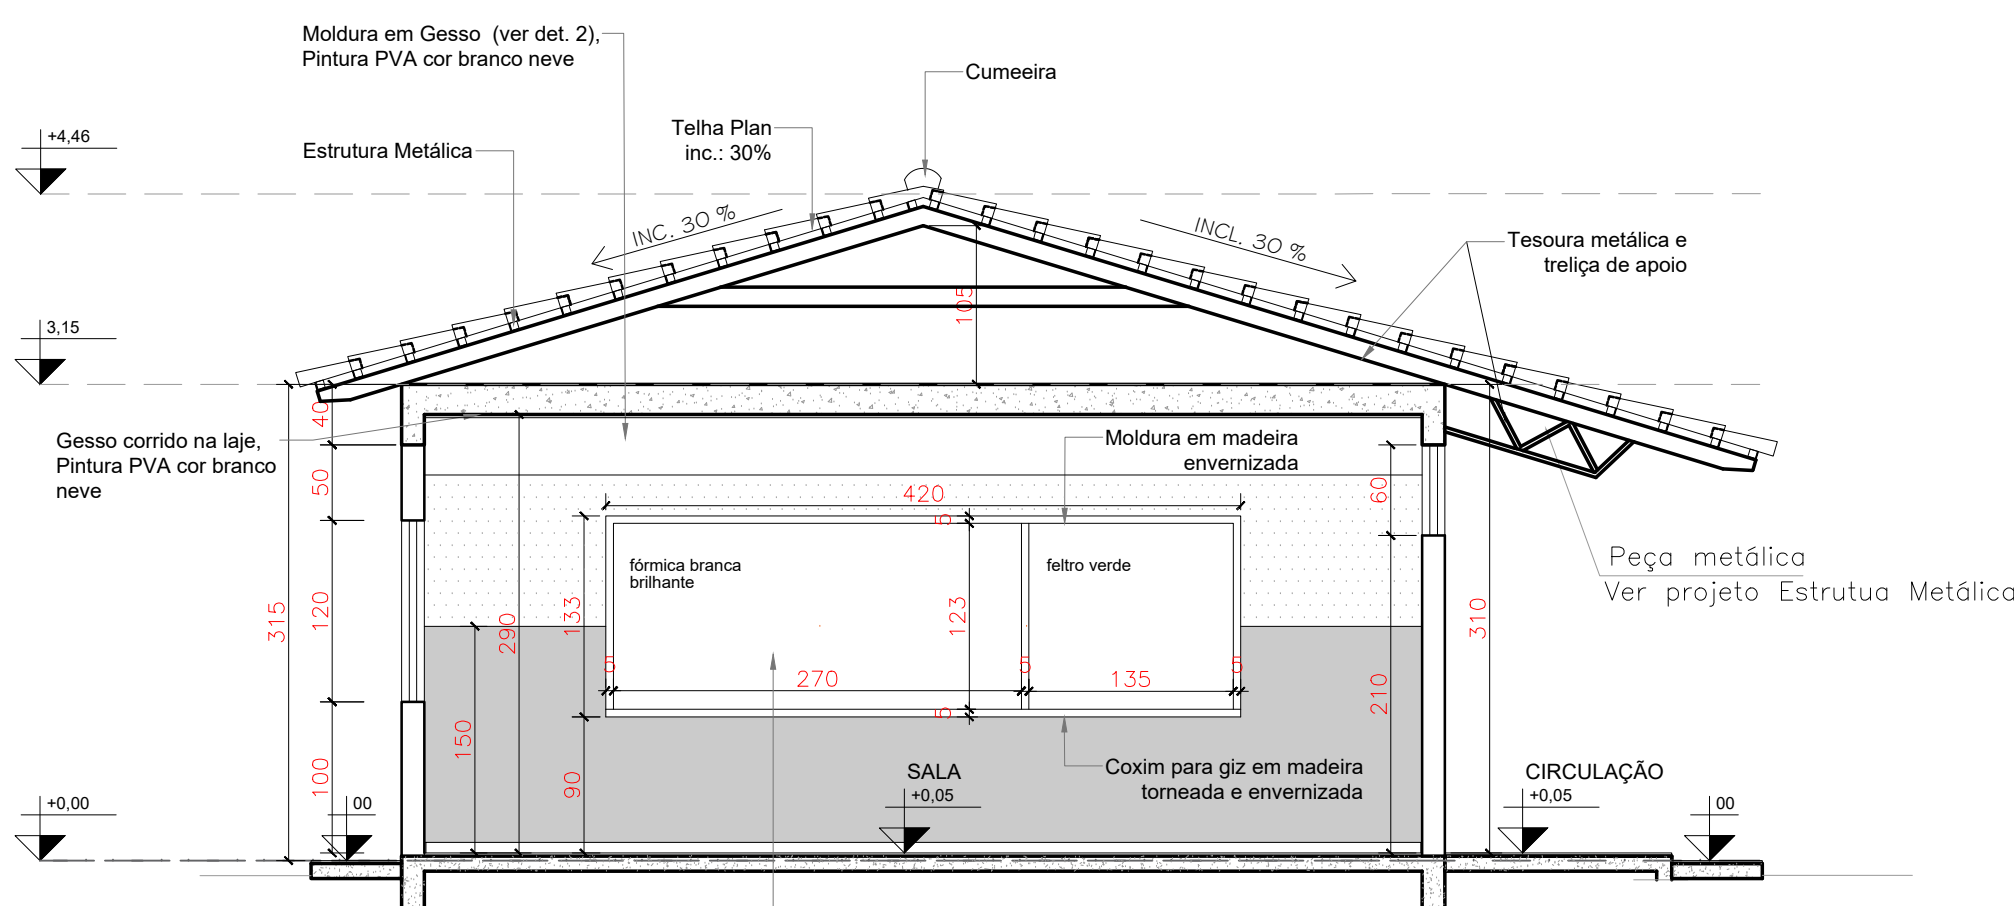 Moldura em Gesso (ver det. 2),
Pintura PVA cor branco neve
Cumeeira
Telha Plan
inc.: 30%
+4,46
Estrutura Metálica
INC. 30 %
INCL. 30 %
Tesoura metálica e
treliça de apoio
105
3,15
40
Gesso corrido na laje,
Pintura PVA cor branco
neve
Moldura em madeira
envernizada
50
420
60
5
fórmica branca
brilhante
feltro verde
Peça metálica
Ver projeto Estrutua Metálica
315
120
290
133
123
310
5
270
5
135
5
210
5
150
100
90
SALA
+0,05
Coxim para giz em madeira
torneada e envernizada
CIRCULAÇÃO
+0,05
+0,00
00
00